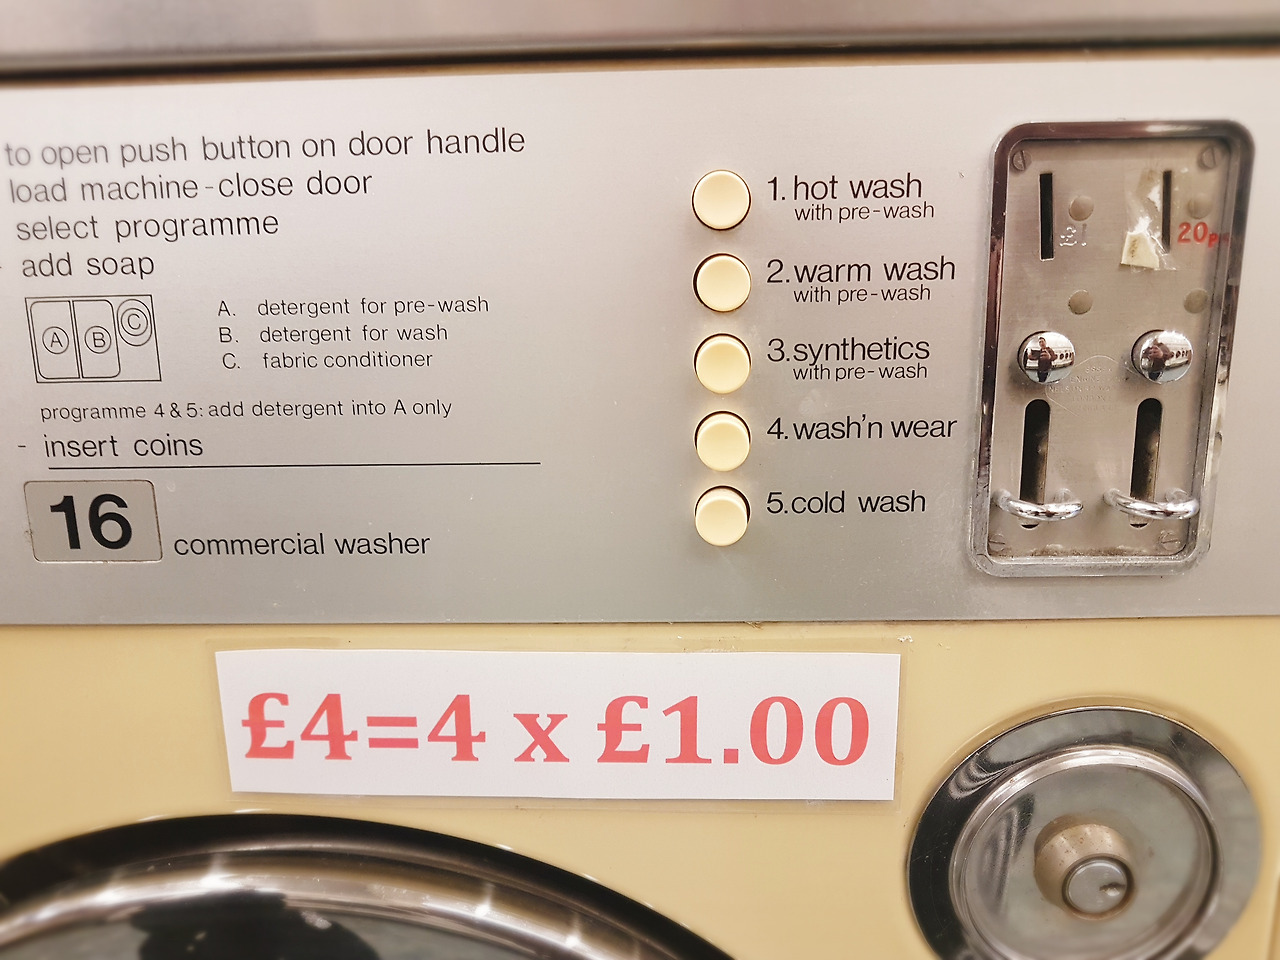 to open push button on door handle
load machine - close door
select programme
- add soap
A B C
A. detergent for pre-wash
B. detergent for wash
C. fabric conditioner
programme 4 & 5: add detergent into A only
- insert coins
16
commercial washer
1. hot wash
with pre-wash
2. warm wash
with pre-wash
3. synthetics
with pre-wash
4. wash'n wear
5. cold wash
£1
20p
£4=4 x £1.00